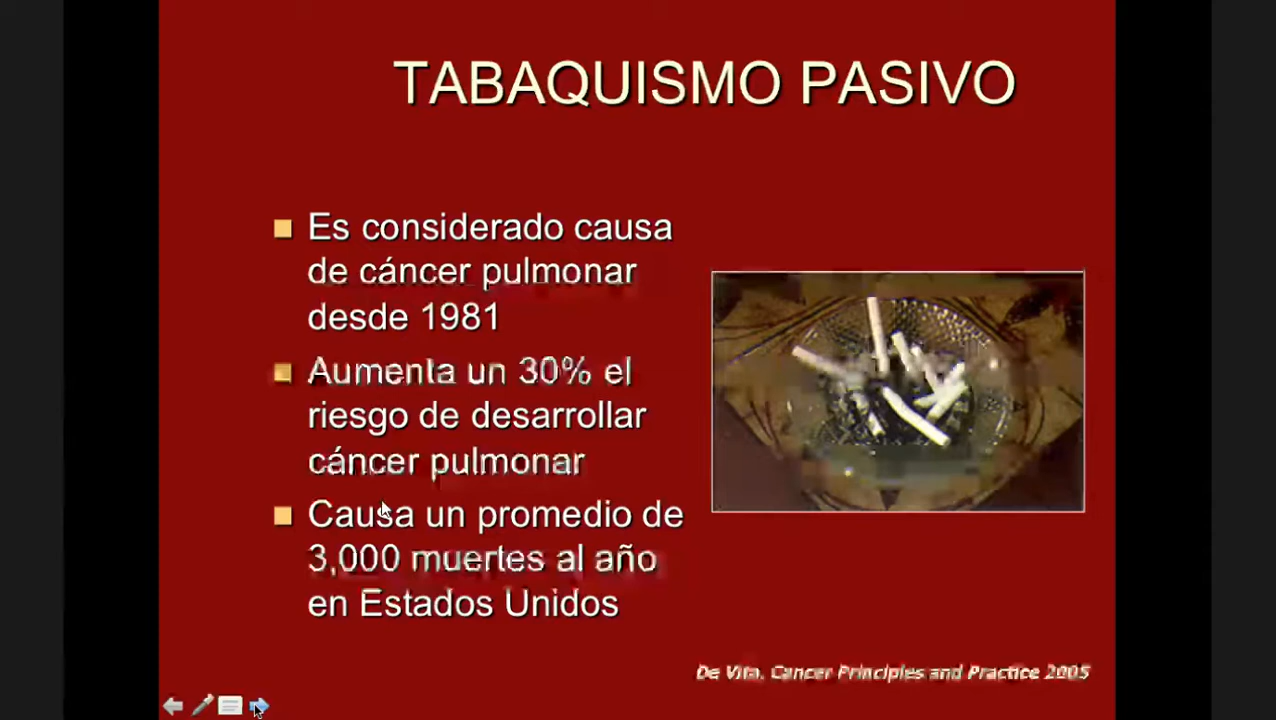 TABAQUISMO PASIVO
Es considerado causa
de cáncer pulmonar
desde 1981
Aumenta un 30% el
riesgo de desarrollar
cáncer pulmonar
Causa un promedio de
3,000 muertes al año
en Estados Unidos
De Vita, Cancer Principles and Practice 2005